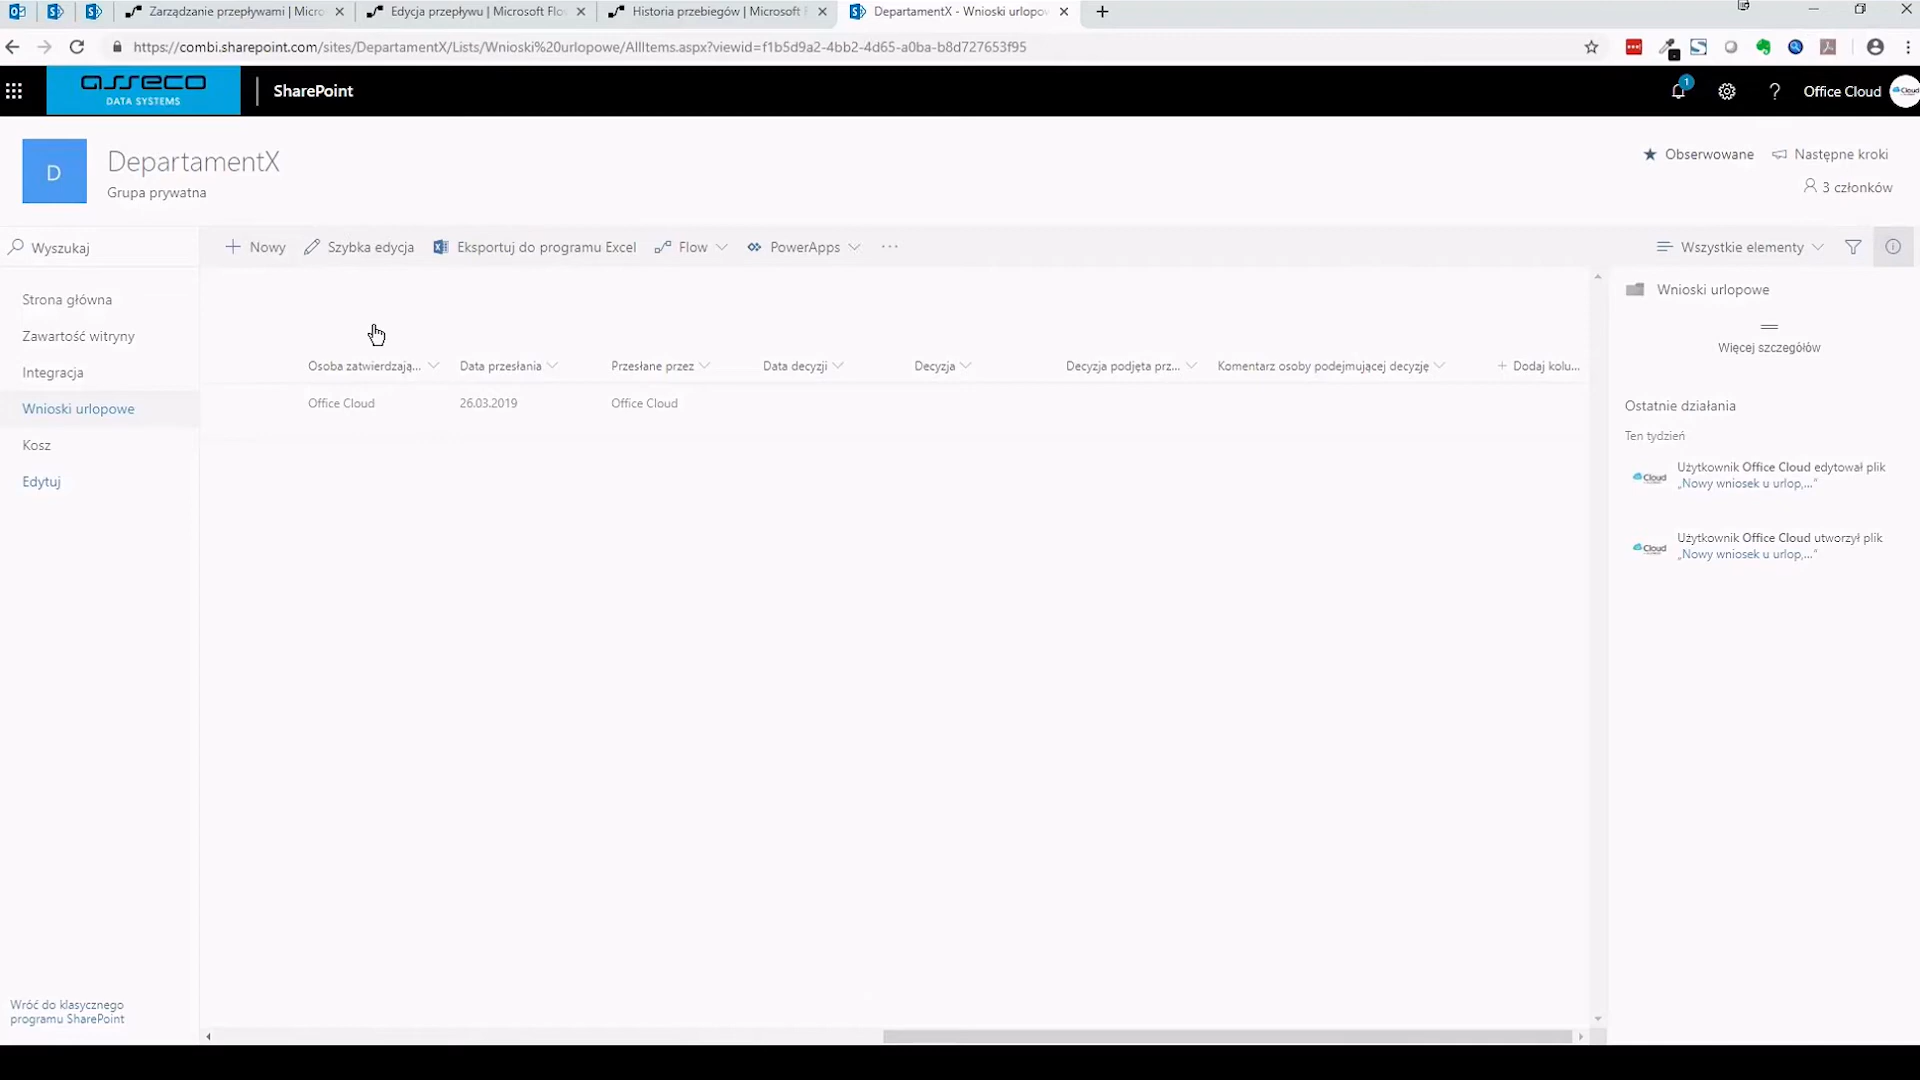 Zarządzanie przepływami | Micro
Edycja przepływu | Microsoft Flo
Historia przebiegów | Microsoft F
DepartamentX - Wnioski urlopo
https://combi.sharepoint.com/sites/DepartamentX/Lists/Wnioski%20urlopowe/AllItems.aspx?viewid=f1b5d9a2-4bb2-4d65-a0ba-b8d727653f95
asseco
DATA SYSTEMS
SharePoint
1
?
Office Cloud
Cloud
D
DepartamentX
Grupa prywatna
Obserwowane
Następne kroki
3 członków
Wyszukaj
Nowy
Szybka edycja
Eksportuj do programu Excel
Flow
PowerApps
...
Wszystkie elementy
Strona główna
Zawartość witryny
Integracja
Wnioski urlopowe
Kosz
Edytuj
Osoba zatwierdzają...
Data przesłania
Przesłane przez
Data decyzji
Decyzja
Decyzja podjęta prz...
Komentarz osoby podejmującej decyzję
+ Dodaj kolu...
Office Cloud
26.03.2019
Office Cloud
Wnioski urlopowe
Więcej szczegółów
Ostatnie działania
Ten tydzień
Cloud
Użytkownik Office Cloud edytował plik
„Nowy wniosek u urlop,..."
Cloud
Użytkownik Office Cloud utworzył plik
„Nowy wniosek u urlop,..."
Wróć do klasycznego
programu SharePoint